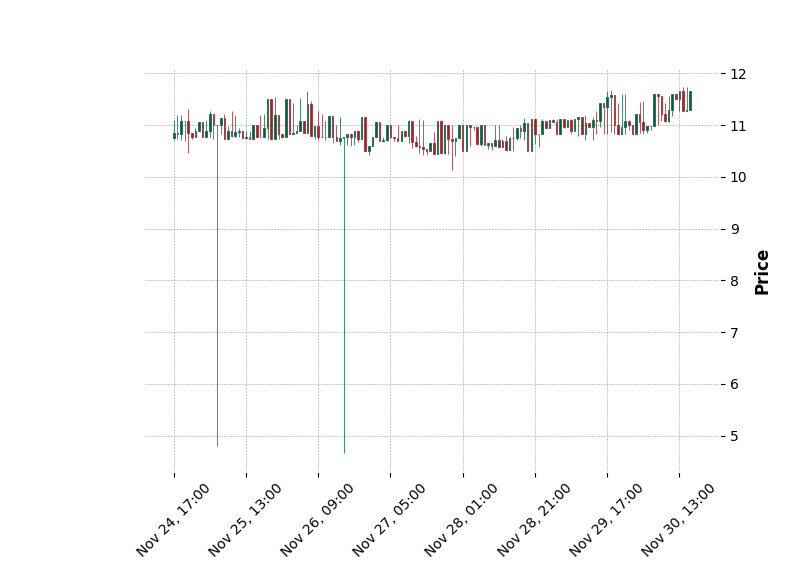 12
11
10
9
8
7
6
5
Price
Nov 24, 17:00
Nov 25, 13:00
Nov 26, 09:00
Nov 27, 05:00
Nov 28, 01:00
Nov 28, 21:00
Nov 29, 17:00
Nov 30, 13:00